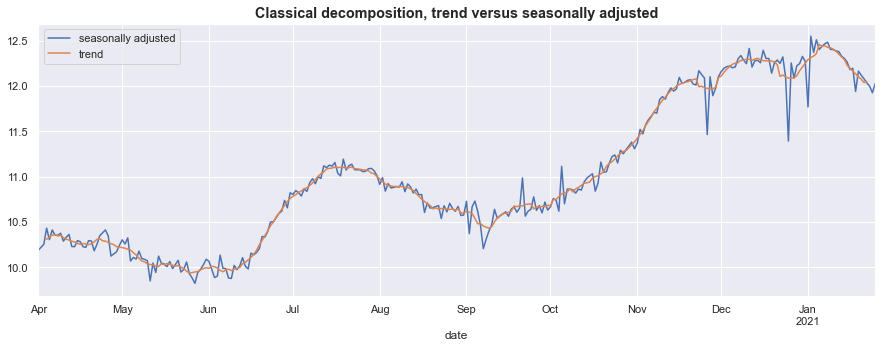 Classical decomposition, trend versus seasonally adjusted
seasonally adjusted
trend
12.5
12.0
11.5
11.0
10.5
10.0
Apr May Jun Jul Aug Sep Oct Nov Dec Jan
2021
date